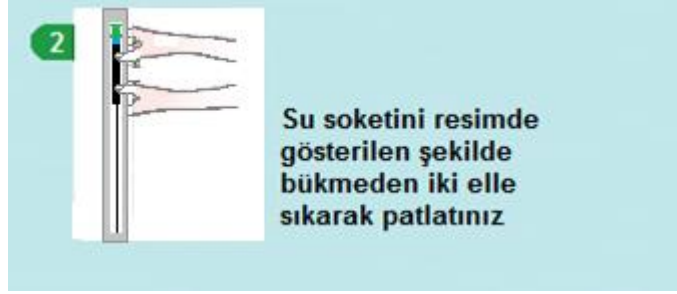 2
Su soketini resimde
gösterilen şekilde
bükmeden iki elle
sıkarak patlatınız